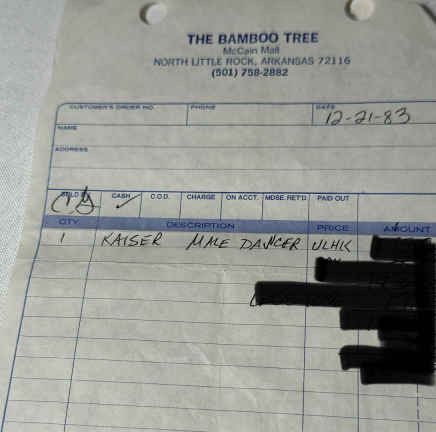 THE BAMBOO TREE
McCain Mall
NORTH LITTLE ROCK, ARKANSAS 72116
(501) 758-2882
CUSTOMER'S ORDER NO. PHONE DATE
12-21-83
NAME
ADDRESS
SOLD BY CASH C.O.D. CHARGE ON ACCT. MDSE. RET'D. PAID OUT
QTY. DESCRIPTION PRICE AMOUNT
1 KAISER MALE DANCER